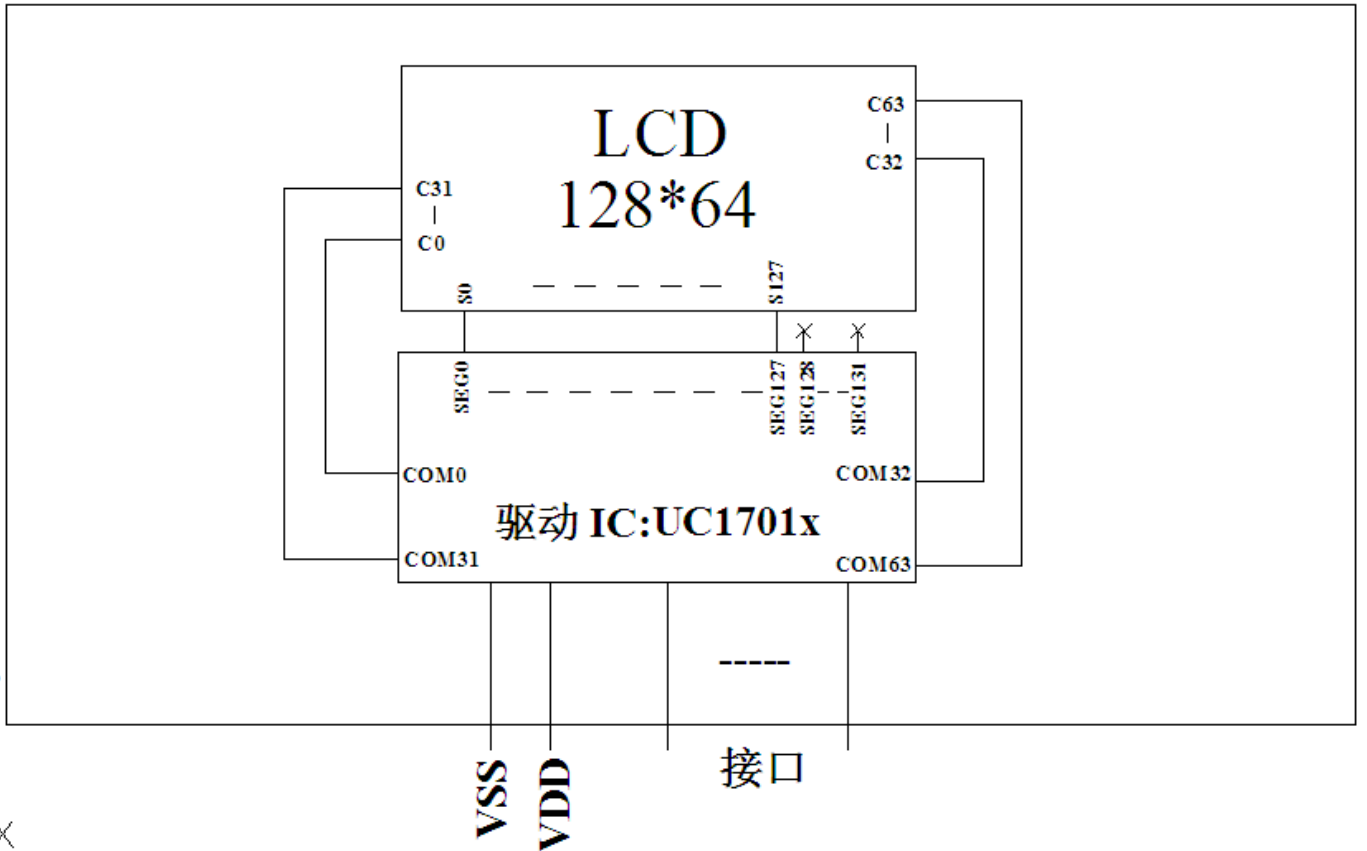 LCD
128*64
C63
C32
C31
C0
S0
S127
SEG0
SEG127
SEG128
SEG131
COM0
COM32
驱动 IC:UC1701x
COM31
COM63
-----
VSS
VDD
接口